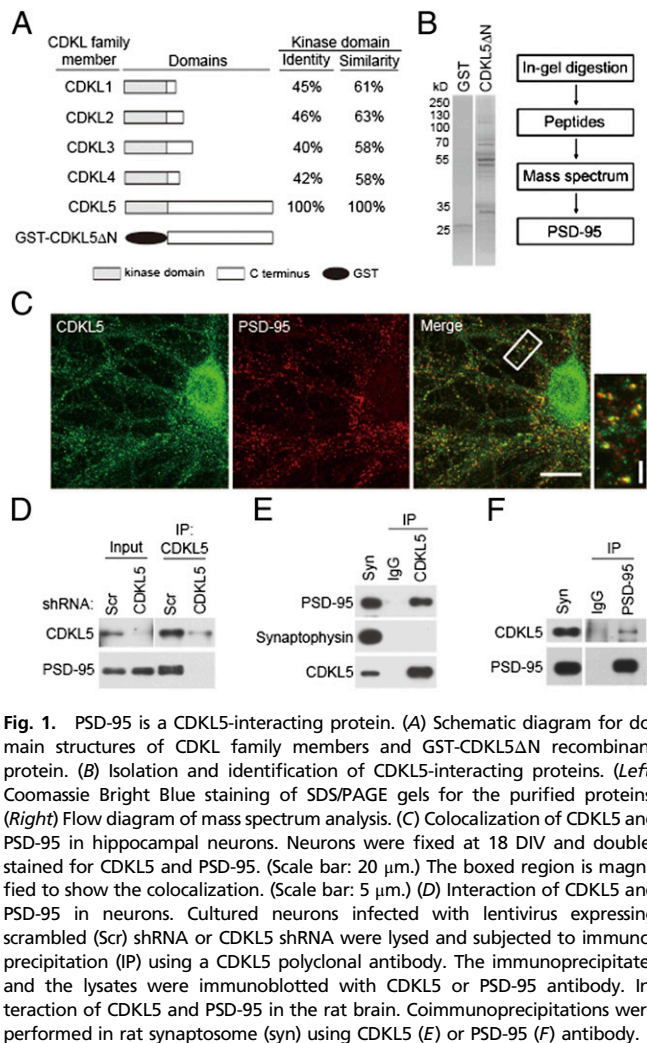 A
CDKL family member
Domains
Kinase domain
Identity Similarity
CDKL1 45% 61%
CDKL2 46% 63%
CDKL3 40% 58%
CDKL4 42% 58%
CDKL5 100% 100%
GST-CDKL5ΔN
kinase domain C terminus GST
B
kD
GST
CDKL5ΔN
250
130
100
70
55
35
25
In-gel digestion
Peptides
Mass spectrum
PSD-95
C
CDKL5
PSD-95
Merge
D
Input
IP: CDKL5
shRNA:
Scr
CDKL5
Scr
CDKL5
CDKL5
PSD-95
E
IP
Syn
IgG
CDKL5
PSD-95
Synaptophysin
CDKL5
F
IP
Syn
IgG
PSD-95
CDKL5
PSD-95
Fig. 1. PSD-95 is a CDKL5-interacting protein. (A) Schematic diagram for do
main structures of CDKL family members and GST-CDKL5ΔN recombinan
protein. (B) Isolation and identification of CDKL5-interacting proteins. (Left
Coomassie Bright Blue staining of SDS/PAGE gels for the purified proteins
(Right) Flow diagram of mass spectrum analysis. (C) Colocalization of CDKL5 an
PSD-95 in hippocampal neurons. Neurons were fixed at 18 DIV and double
stained for CDKL5 and PSD-95. (Scale bar: 20 μm.) The boxed region is magn
fied to show the colocalization. (Scale bar: 5 μm.) (D) Interaction of CDKL5 an
PSD-95 in neurons. Cultured neurons infected with lentivirus expressin
scrambled (Scr) shRNA or CDKL5 shRNA were lysed and subjected to immuno
precipitation (IP) using a CDKL5 polyclonal antibody. The immunoprecipitate
and the lysates were immunoblotted with CDKL5 or PSD-95 antibody. In
teraction of CDKL5 and PSD-95 in the rat brain. Coimmunoprecipitations wer
performed in rat synaptosome (syn) using CDKL5 (E) or PSD-95 (F) antibody.